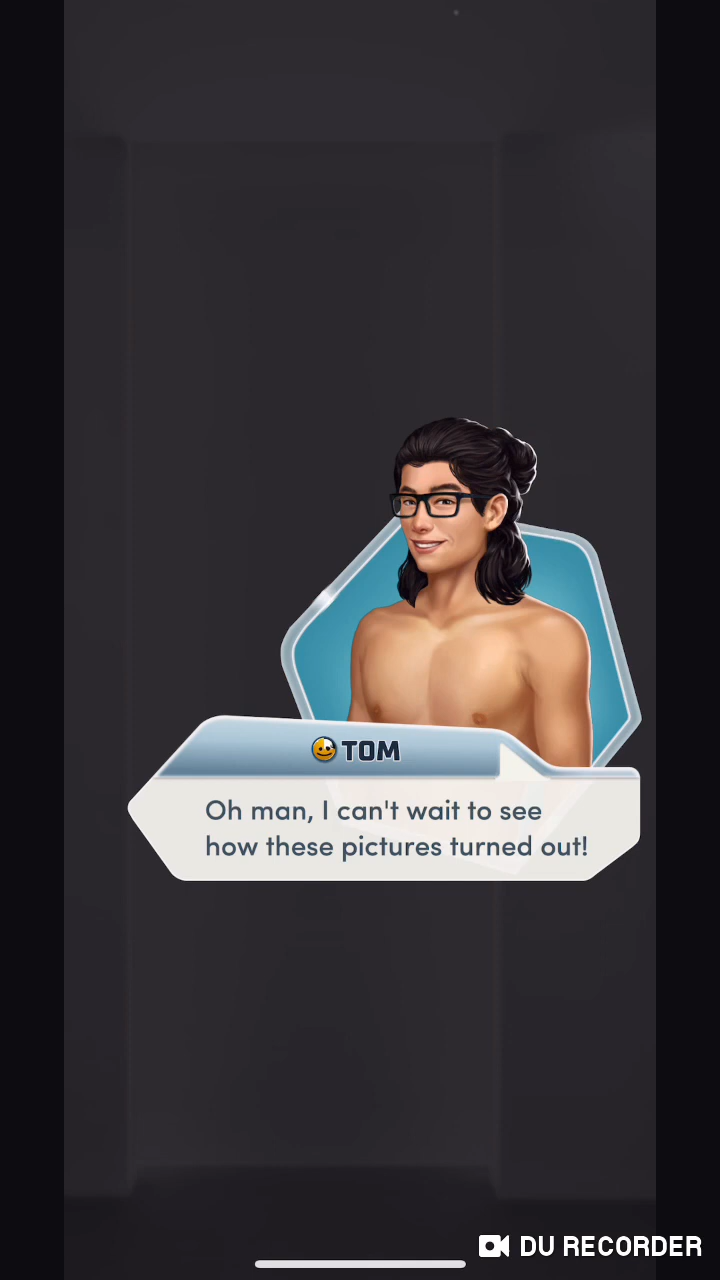 TOM
Oh man, I can't wait to see
how these pictures turned out!
DU RECORDER